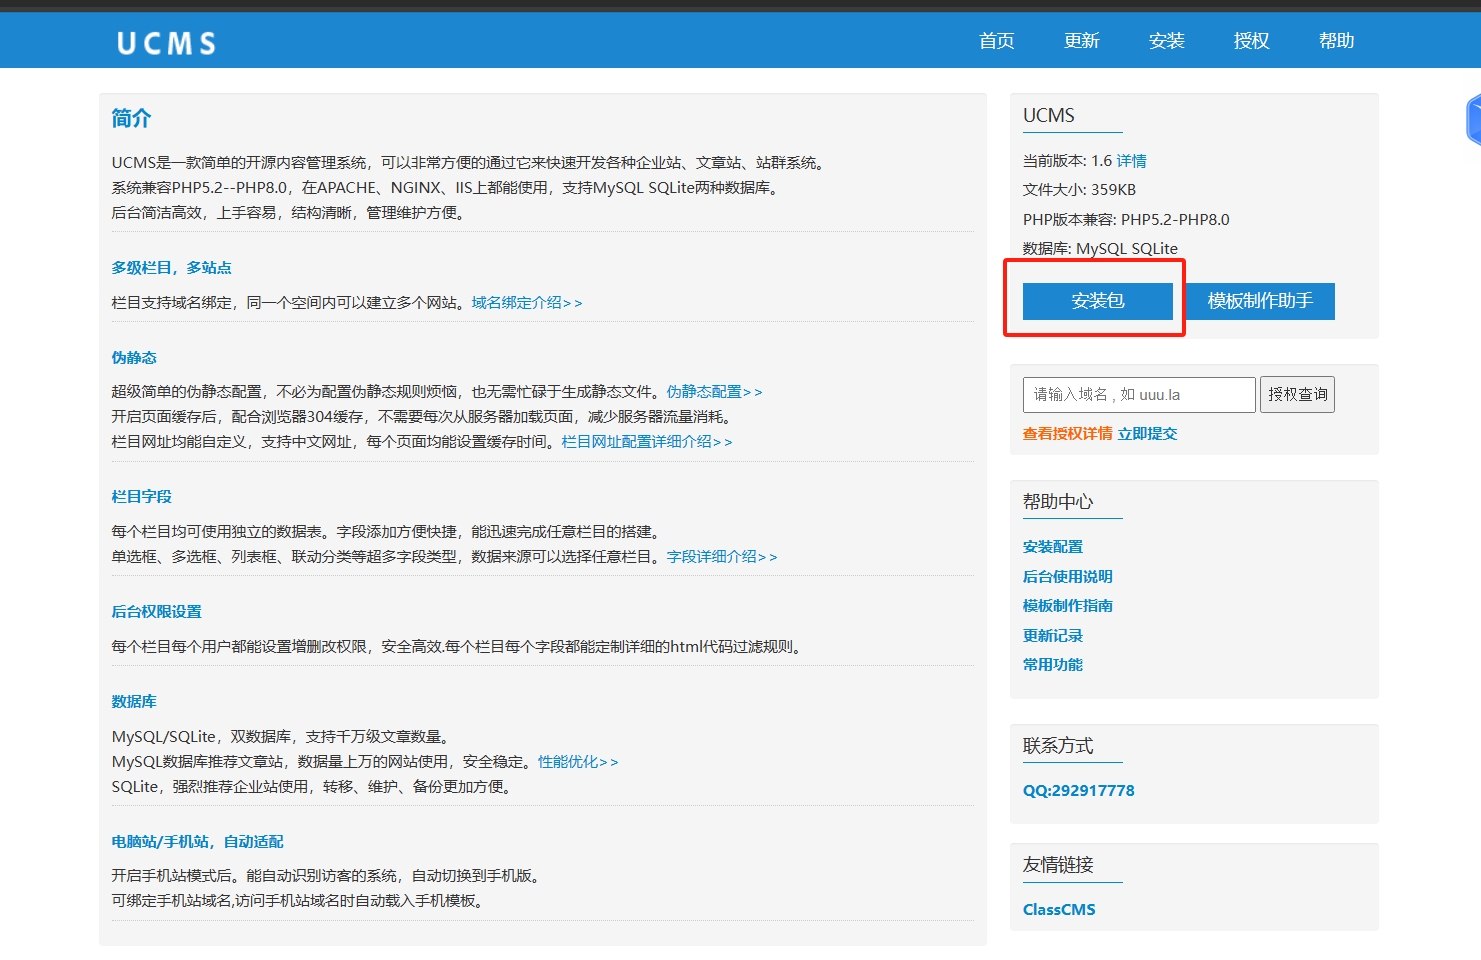 UCMS
首页 更新 安装 授权 帮助
简介
UCMS是一款简单的开源内容管理系统，可以非常方便的通过它来快速开发各种企业站、文章站、站群系统。
系统兼容PHP5.2--PHP8.0，在APACHE、NGINX、IIS上都能使用，支持MySQL SQLite两种数据库。
后台简洁高效，上手容易，结构清晰，管理维护方便。
多级栏目，多站点
栏目支持域名绑定，同一个空间内可以建立多个网站。域名绑定介绍>>
伪静态
超级简单的伪静态配置，不必为配置伪静态规则烦恼，也无需忙碌于生成静态文件。伪静态配置>>
开启页面缓存后，配合浏览器304缓存，不需要每次从服务器加载页面，减少服务器流量消耗。
栏目网址均能自定义，支持中文网址，每个页面均能设置缓存时间。栏目网址配置详细介绍>>
栏目字段
每个栏目均可使用独立的数据表。字段添加方便快捷，能迅速完成任意栏目的搭建。
单选框、多选框、列表框、联动分类等超多字段类型，数据来源可以选择任意栏目。字段详细介绍>>
后台权限设置
每个栏目每个用户都能设置增删改权限，安全高效.每个栏目每个字段都能定制详细的html代码过滤规则。
数据库
MySQL/SQLite，双数据库，支持千万级文章数量。
MySQL数据库推荐文章站，数据量上万的网站使用，安全稳定。性能优化>>
SQLite，强烈推荐企业站使用，转移、维护、备份更加方便。
电脑站/手机站，自动适配
开启手机站模式后。能自动识别访客的系统，自动切换到手机版。
可绑定手机站域名,访问手机站域名时自动载入手机模板。
UCMS
当前版本: 1.6 详情
文件大小: 359KB
PHP版本兼容: PHP5.2-PHP8.0
数据库: MySQL SQLite
安装包 模板制作助手
请输入域名 , 如 uuu.la 授权查询
查看授权详情 立即提交
帮助中心
安装配置
后台使用说明
模板制作指南
更新记录
常用功能
联系方式
QQ:292917778
友情链接
ClassCMS